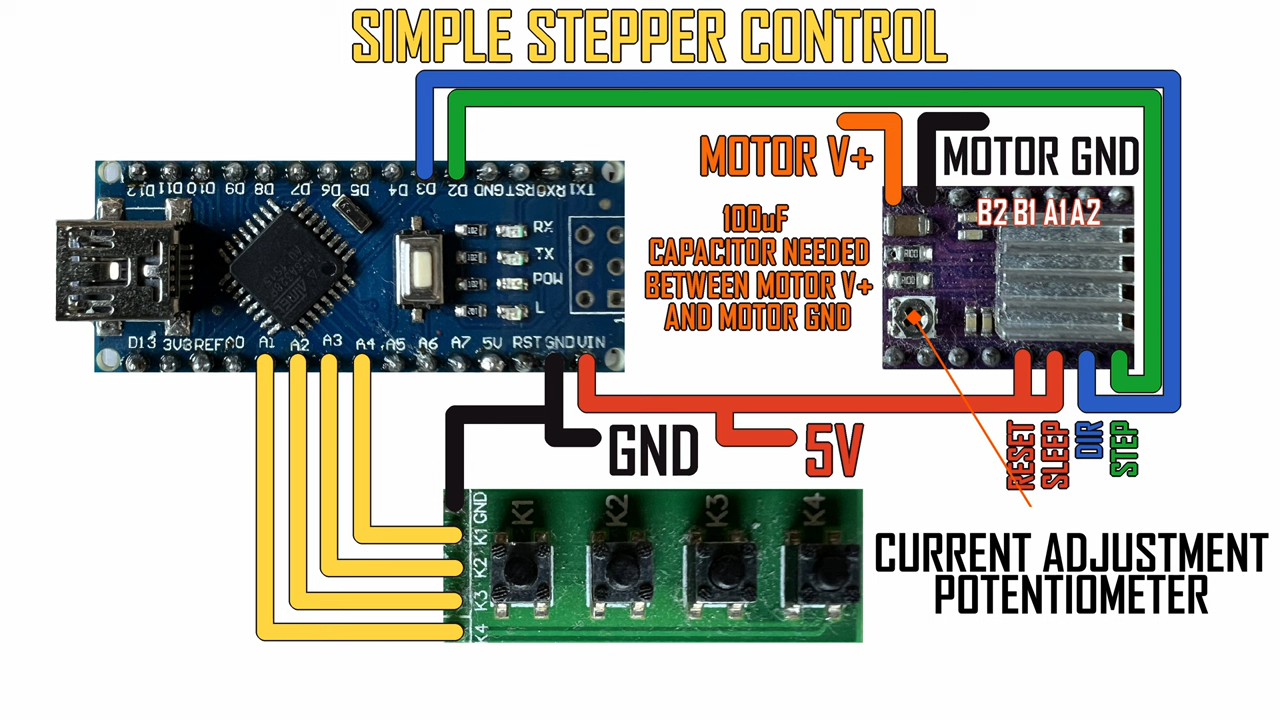 SIMPLE STEPPER CONTROL
MOTOR V+
MOTOR GND
B2 B1 A1 A2
100uF
CAPACITOR NEEDED
BETWEEN MOTOR V+
AND MOTOR GND
D12 D11 D10 D9 D8 D7 D6 D5 D4 D3 D2 GND RST RX0 TX1
RX
TX
POW
L
D13 3V3 REF A0 A1 A2 A3 A4 A5 A6 A7 5V RST GND VIN
R100
R100
RESET
SLEEP
DIR
STEP
GND
5V
GND
K1
K2
K3
K4
K1 K2 K3 K4
CURRENT ADJUSTMENT
POTENTIOMETER